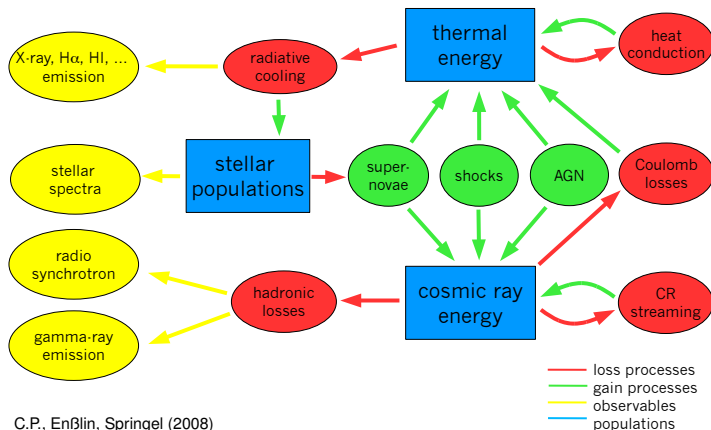 X-ray, Hα, HI, ...
emission
radiative
cooling
thermal
energy
heat
conduction
stellar
spectra
stellar
populations
super-
novae
shocks
AGN
Coulomb
losses
radio
synchrotron
gamma-ray
emission
hadronic
losses
cosmic ray
energy
CR
streaming
loss processes
gain processes
observables
populations
C.P., Enßlin, Springel (2008)